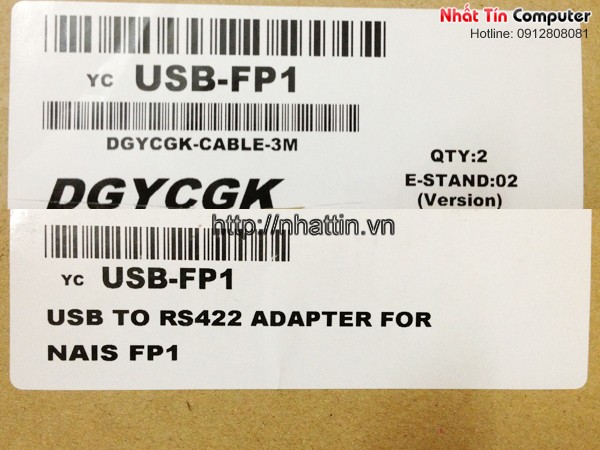 Nhất Tín Computer
Hotline: 0912808081
YC USB-FP1
DGYCGK-CABLE-3M
QTY:2
E-STAND:02
(Version)
DGYCGK
http://nhattin.vn
YC USB-FP1
USB TO RS422 ADAPTER FOR
NAIS FP1